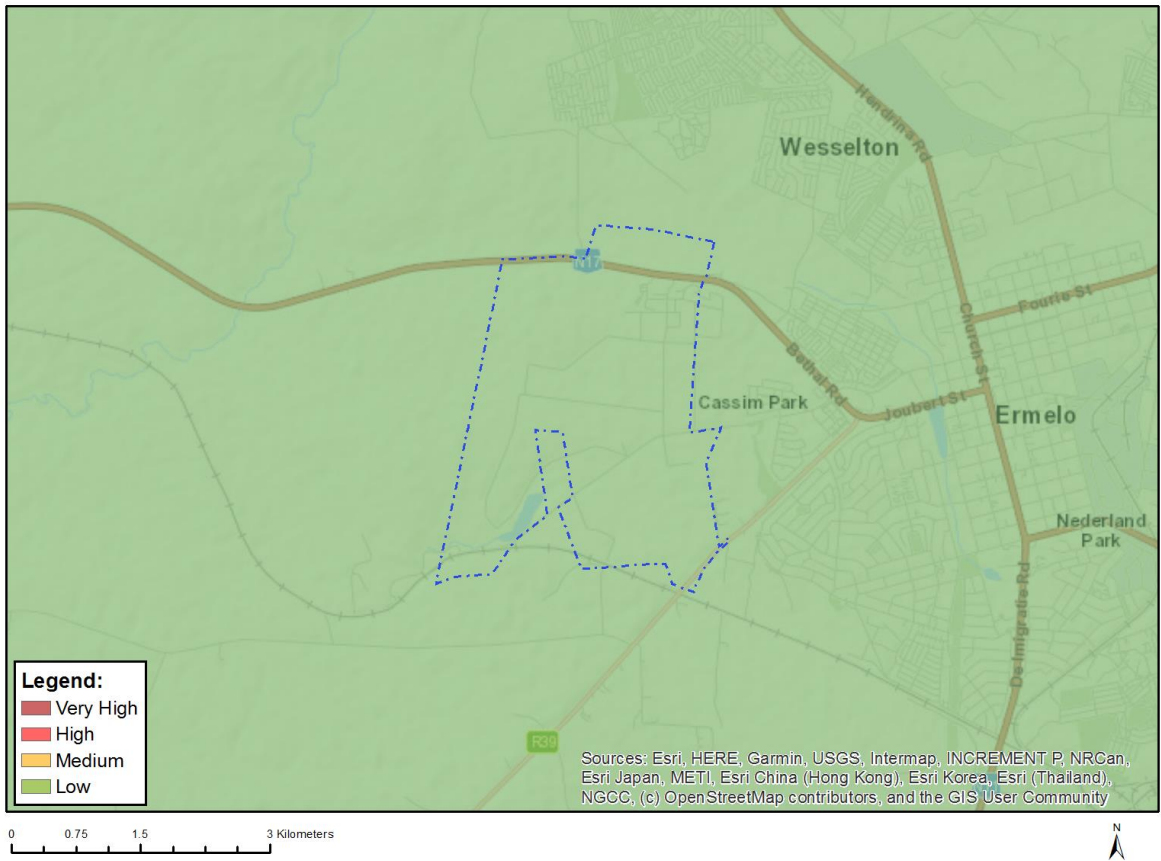 Hendrina Rd
Wesselton
N17
Fourie St
Church St
Bethal Rd
Cassim Park
Joubert St
Ermelo
Nederland
Park
De Imigratie Rd
R39
Legend:
Very High
High
Medium
Low
Sources: Esri, HERE, Garmin, USGS, Intermap, INCREMENT P, NRCan,
Esri Japan, METI, Esri China (Hong Kong), Esri Korea, Esri (Thailand),
NGCC, (c) OpenStreetMap contributors, and the GIS User Community
0 0.75 1.5 3 Kilometers
N